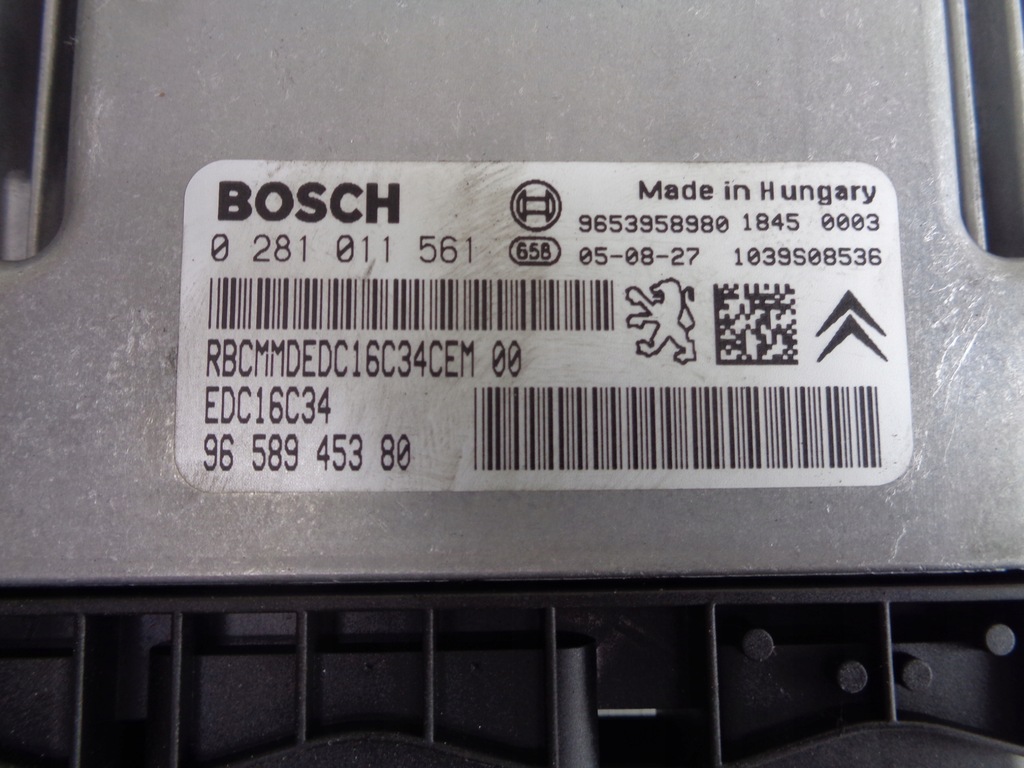 BOSCH
Made in Hungary
9653958980 1845 0003
0 281 011 561
658
05-08-27 1039S08536
RBCMMDEDC16C34CEM 00
EDC16C34
96 589 453 80